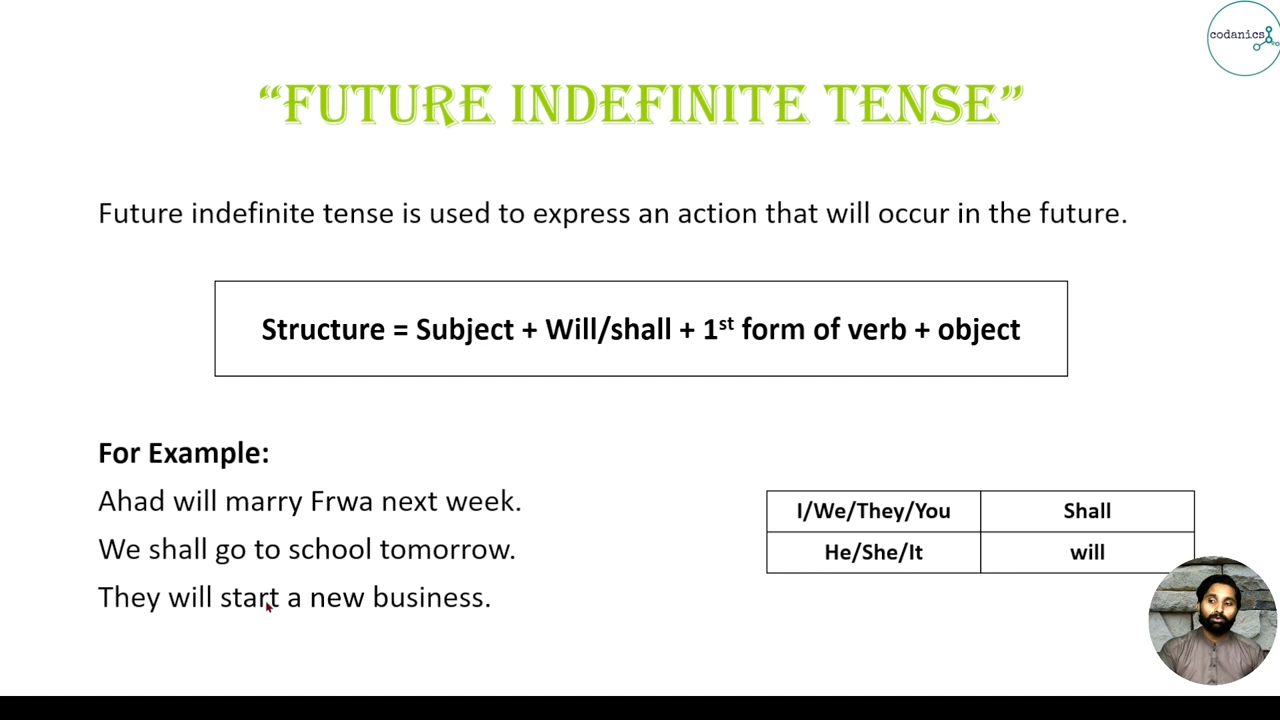 codanics
“FUTURE INDEFINITE TENSE”
Future indefinite tense is used to express an action that will occur in the future.
Structure = Subject + Will/shall + 1st form of verb + object
For Example:
Ahad will marry Frwa next week.
We shall go to school tomorrow.
They will start a new business.
I/We/They/You Shall
He/She/It will